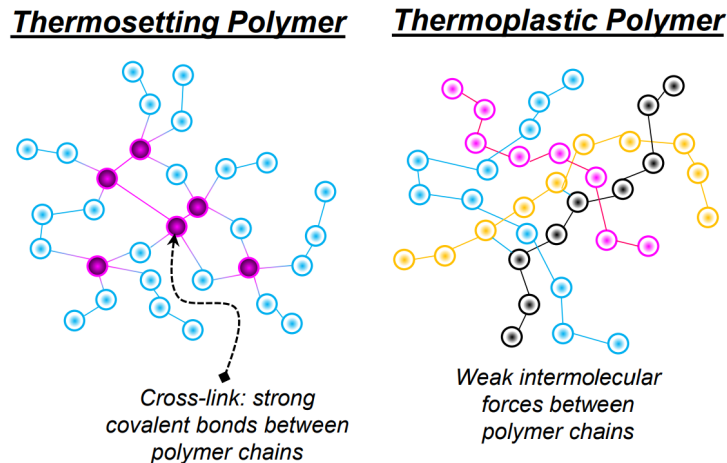 Thermosetting Polymer
Thermoplastic Polymer
Cross-link: strong
covalent bonds between
polymer chains
Weak intermolecular
forces between
polymer chains